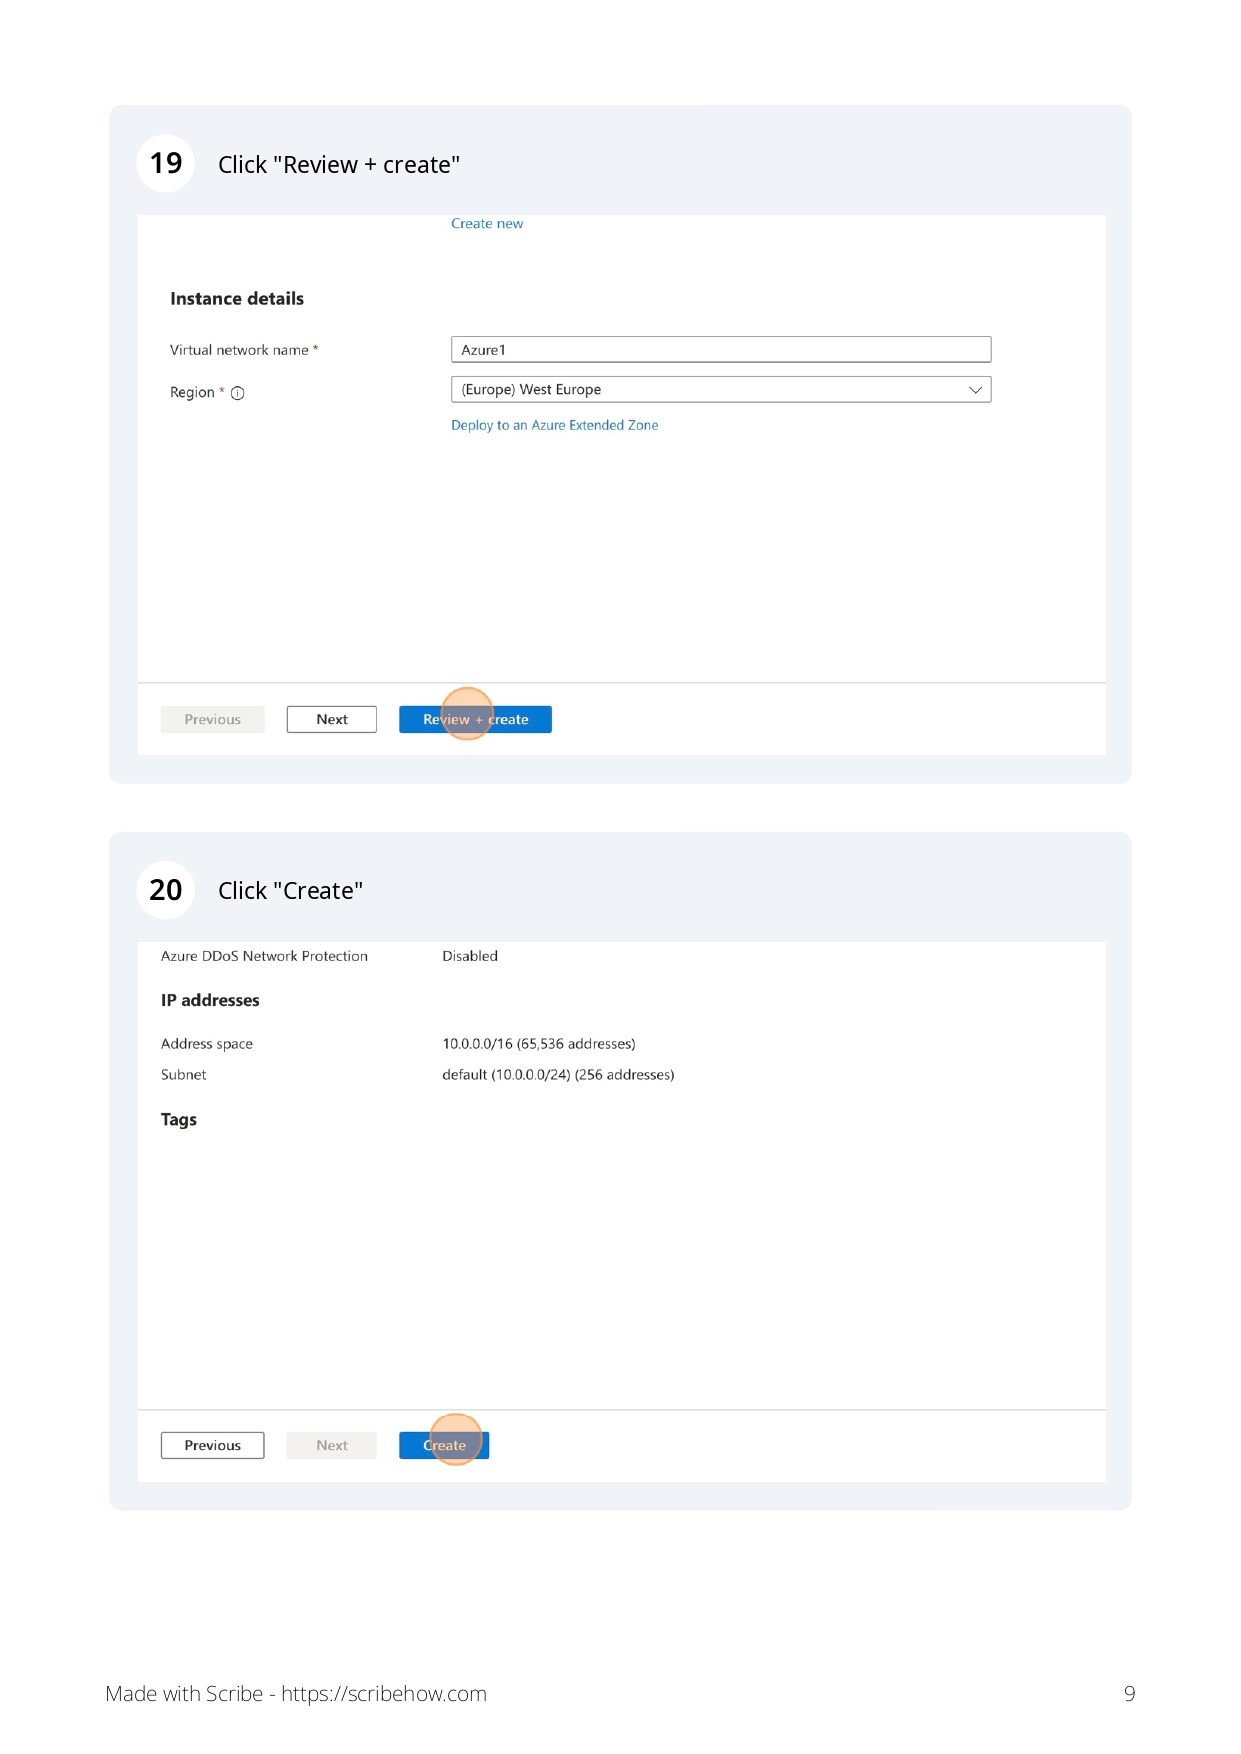 19 Click "Review + create"
Create new
Instance details
Virtual network name * Azure1
Region * (Europe) West Europe
Deploy to an Azure Extended Zone
Previous Next Review + create
20 Click "Create"
Azure DDoS Network Protection Disabled
IP addresses
Address space 10.0.0.0/16 (65,536 addresses)
Subnet default (10.0.0.0/24) (256 addresses)
Tags
Previous Next Create
Made with Scribe - https://scribehow.com 9